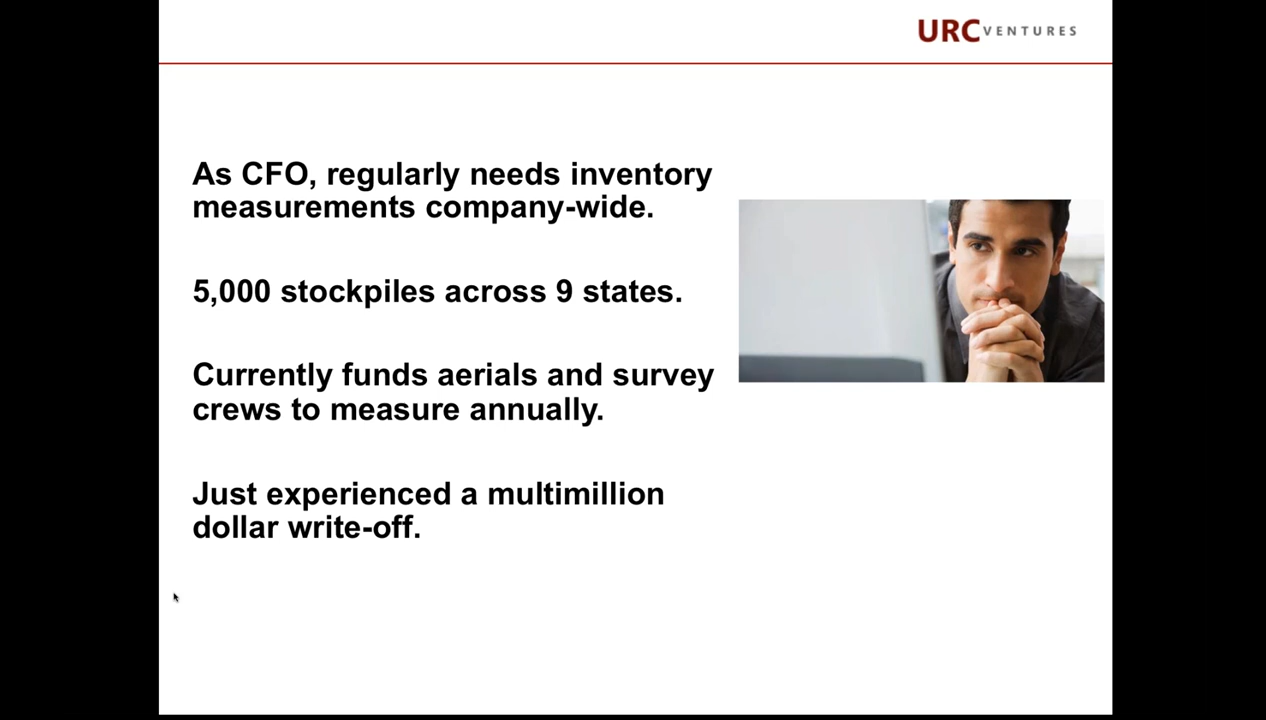 URC VENTURES
As CFO, regularly needs inventory
measurements company-wide.
5,000 stockpiles across 9 states.
Currently funds aerials and survey
crews to measure annually.
Just experienced a multimillion
dollar write-off.